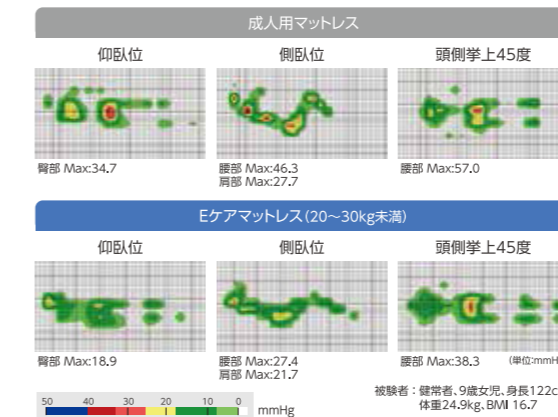 成人用マットレス
仰臥位 側臥位 頭側挙上45度
臀部 Max:34.7 腰部 Max:46.3 腰部 Max:57.0
肩部 Max:27.7
Eケアマットレス(20〜30kg未満)
仰臥位 側臥位 頭側挙上45度
臀部 Max:18.9 腰部 Max:27.4 腰部 Max:38.3 (単位:mmH
肩部 Max:21.7
50 40 30 20 10 0 mmHg
被験者：健常者、9歳女児、身長122c
体重24.9kg、BMI 16.7